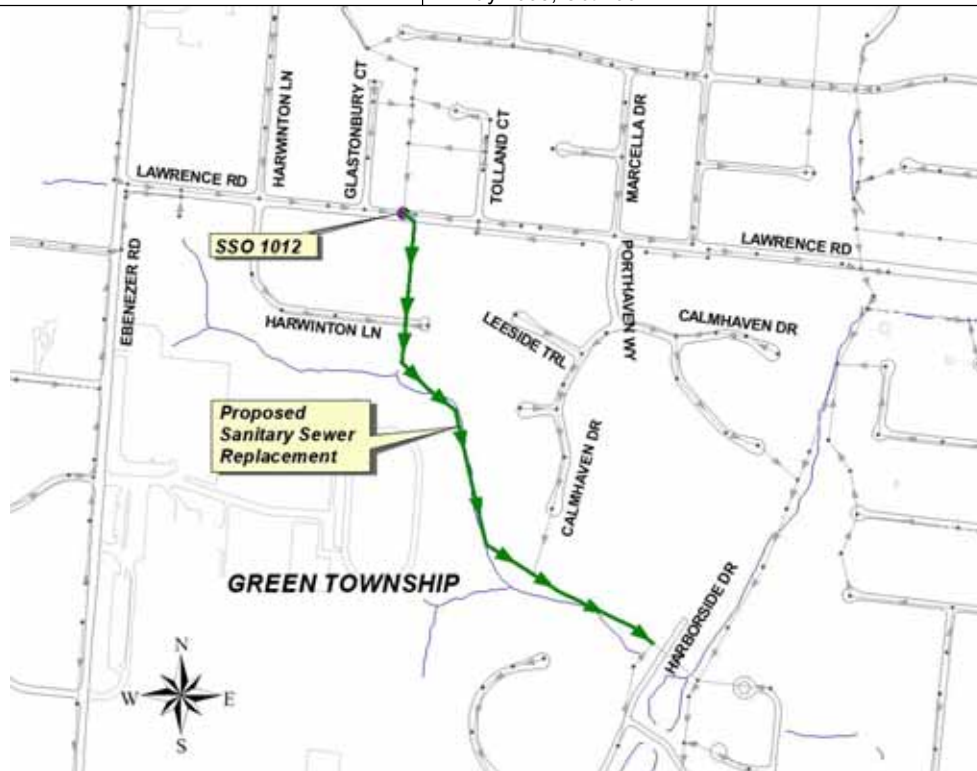 HARWINTON LN
GLASTONBURY CT
TOLLAND CT
MARCELLA DR
LAWRENCE RD
SSO 1012
LAWRENCE RD
EBENEZER RD
PORTHAVEN WY
HARWINTON LN
LEESIDE TRL
CALMHAVEN DR
Proposed
Sanitary Sewer
Replacement
CALMHAVEN DR
GREEN TOWNSHIP
HARBORSIDE DR
N
W
E
S